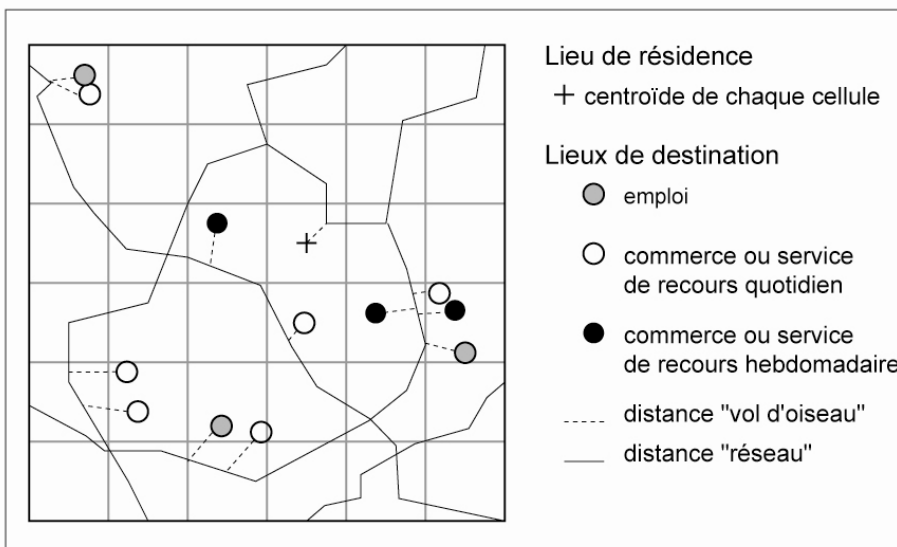 Lieu de résidence
centroïde de chaque cellule
Lieux de destination
emploi
commerce ou service
de recours quotidien
commerce ou service
de recours hebdomadaire
distance "vol d'oiseau"
distance "réseau"